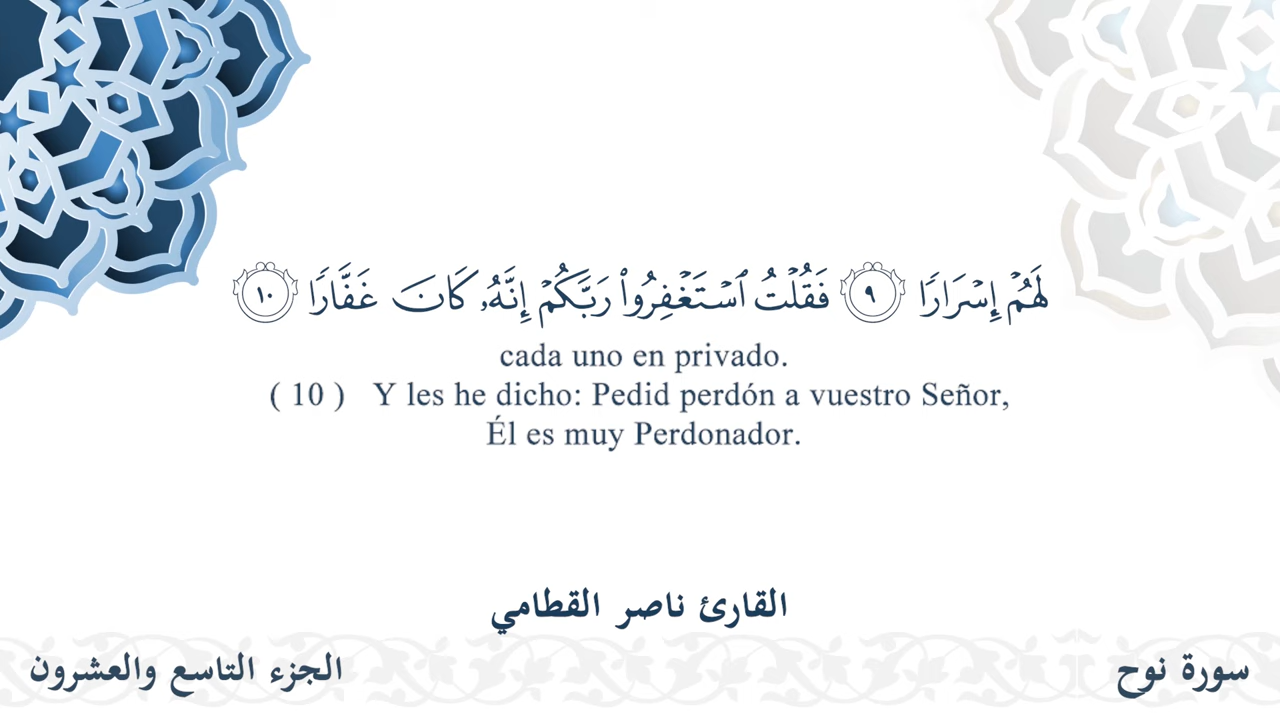 لَهُمۡ إِسۡرَارٗا ٩ فَقُلۡتُ ٱسۡتَغۡفِرُواْ رَبَّكُمۡ إِنَّهُۥ كَانَ غَفَّارٗا ١٠
cada uno en privado.
( 10 ) Y les he dicho: Pedid perdón a vuestro Señor,
Él es muy Perdonador.
القارئ ناصر القطامي
سورة نوح
الجزء التاسع والعشرون